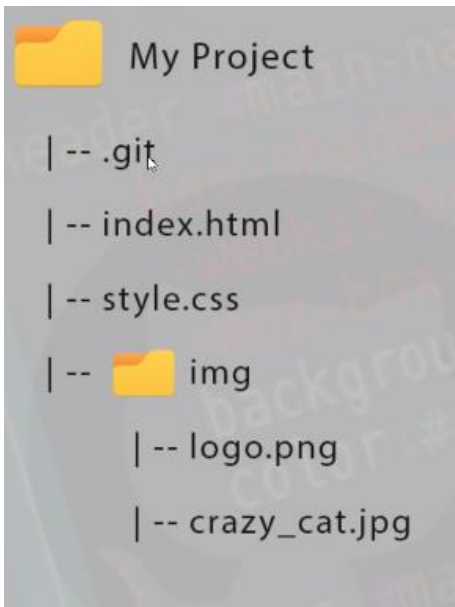 My Project
| -- .git
| -- index.html
| -- style.css
| -- img
| -- logo.png
| -- crazy_cat.jpg